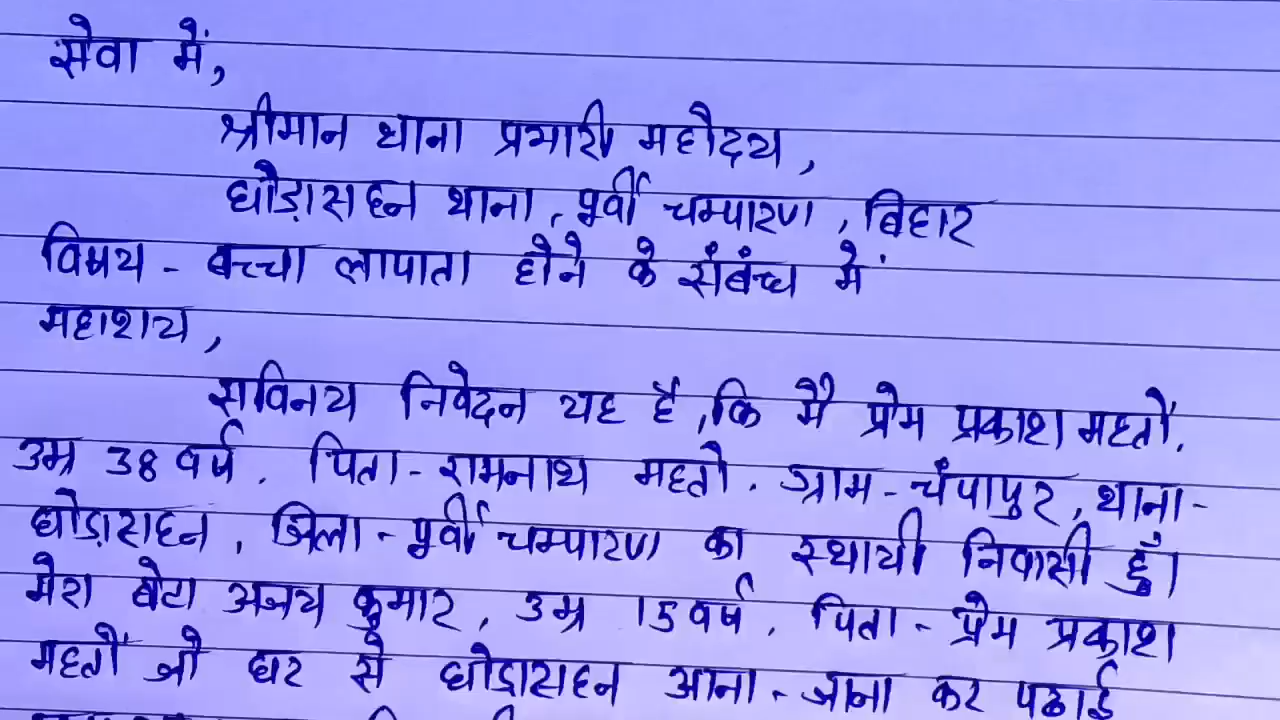 सेवा में,
श्रीमान थाना प्रभारी महोदय,
घोड़ासहन थाना, पूर्वी चम्पारण, बिहार
विषय - बच्चा लापाता होने के संबंध में
महाशय,
सविनय निवेदन यह है, कि मै प्रेम प्रकाश महतों,
उम्र 38 वर्ष, पिता - रामनाथ महतो, ग्राम - चंपापुर, थाना -
घोड़ासहन, जिला - पूर्वी चम्पारण का स्थायी निवासी हुँ।
मेरा बेटा अजय कुमार, उम्र 15 वर्ष, पिता - प्रेम प्रकाश
महतों जो घर से घोड़ासहन आना - जाना कर पढाई